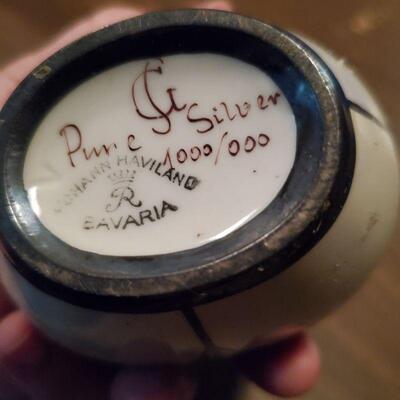 Pure Silver
1000/000
JOHANN HAVILAND
R
BAVARIA